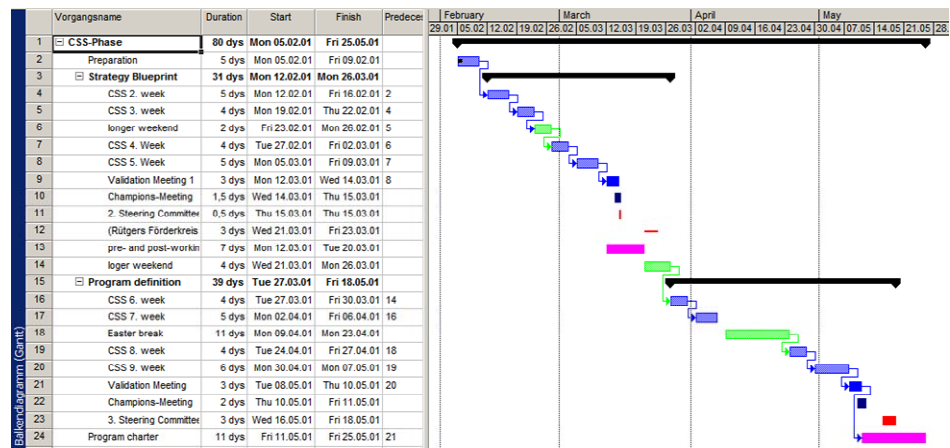 Vorgangsname Duration Start Finish Predeces February March April May
29.01 05.02 12.02 19.02 26.02 05.03 12.03 19.03 26.03 02.04 09.04 16.04 23.04 30.04 07.05 14.05 21.05 28.
1 CSS-Phase 80 dys Mon 05.02.01 Fri 25.05.01
2 Preparation 5 dys Mon 05.02.01 Fri 09.02.01
3 Strategy Blueprint 31 dys Mon 12.02.01 Mon 26.03.01
4 CSS 2. week 5 dys Mon 12.02.01 Fri 16.02.01 2
5 CSS 3. week 4 dys Mon 19.02.01 Thu 22.02.01 4
6 longer weekend 2 dys Fri 23.02.01 Mon 26.02.01 5
7 CSS 4. Week 4 dys Tue 27.02.01 Fri 02.03.01 6
8 CSS 5. Week 5 dys Mon 05.03.01 Fri 09.03.01 7
9 Validation Meeting 1 3 dys Mon 12.03.01 Wed 14.03.01 8
10 Champions-Meeting 1,5 dys Wed 14.03.01 Thu 15.03.01
11 2. Steering Committee 0,5 dys Thu 15.03.01 Thu 15.03.01
12 (Rütgers Förderkreis 3 dys Wed 21.03.01 Fri 23.03.01
13 pre- and post-workin 7 dys Mon 12.03.01 Tue 20.03.01
14 loger weekend 4 dys Wed 21.03.01 Mon 26.03.01
15 Program definition 39 dys Tue 27.03.01 Fri 18.05.01
16 CSS 6. week 4 dys Tue 27.03.01 Fri 30.03.01 14
17 CSS 7. week 5 dys Mon 02.04.01 Fri 06.04.01 16
18 Easter break 11 dys Mon 09.04.01 Mon 23.04.01
19 CSS 8. week 4 dys Tue 24.04.01 Fri 27.04.01 18
20 CSS 9. week 6 dys Mon 30.04.01 Mon 07.05.01 19
21 Validation Meeting 3 dys Tue 08.05.01 Thu 10.05.01 20
22 Champions-Meeting 2 dys Thu 10.05.01 Fri 11.05.01
23 3. Steering Committee 3 dys Wed 16.05.01 Fri 18.05.01
24 Program charter 11 dys Fri 11.05.01 Fri 25.05.01 21
Balkendiagramm (Gantt)